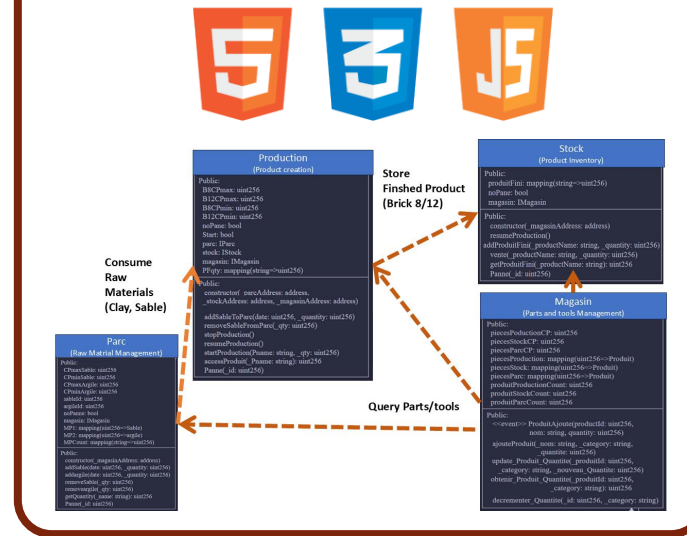 5
3
JS
Production
(Product creation)
Public:
B8CPmax: uint256
B12CPmax: uint256
B8CPmin: uint256
B12CPmin: uint256
noPane: bool
Start: bool
parc: IParc
stock: IStock
magasin: IMagasin
PFqty: mapping(string=>uint256)
Public:
constructor(_parcAddress: address,
_stockAddress: address, _magasinAddress: address)
addSableToParc(date: uint256, _quantity: uint256)
removeSableFromParc(_qty: uint256)
stopProduction()
resumeProduction()
startProduction(Pname: string, _qty: uint256)
accessProduit(_Pname: string): uint256
Panne(_id: uint256)
Store
Finshed Product
(Brick 8/12)
Stock
(Product Inventory)
Public:
produitFini: mapping(string=>uint256)
noPane: bool
magasin: IMagasin
Public:
constructor(_magasinAddress: address)
resumeProduction()
addProduitFini(_productName: string, _quantity: uint256)
vente(_productName: string, _quantity: uint256)
getProduitFini(_productName: string): uint256
Panne(_id: uint256)
Consume
Raw
Materials
(Clay, Sable)
Parc
(Raw Matrial Management)
Public:
CPmaxSable: uint256
CPminSable: uint256
CPmaxArgile: uint256
CPminArgile: uint256
sableId: uint256
argileId: uint256
noPanne: bool
magasin: IMagasin
MP1: mapping(uint256=>Sable)
MP2: mapping(uint256=>argile)
MPCount: mapping(string=>uint256)
Public:
constructor(_magasinAddress: address)
addSable(date: uint256, _quantity: uint256)
addargile(date: uint256, _quantity: uint256)
removeSable(_qty: uint256)
removeargile(_qty: uint256)
getQuantity(_name: string): uint256
Panne(_id: uint256)
Query Parts/tools
Magasin
(Parts and tools Management)
Public:
piecesPoductionCP: uint256
piecesStockCP: uint256
piecesParcCP: uint256
piecesProduction: mapping(uint256=>Produit)
piecesStock: mapping(uint256=>Produit)
piecesParc: mapping(uint256=>Produit)
produitProductionCount: uint256
produitStockCount: uint256
produitParcCount: uint256
Public:
<<event>> ProduitAjoute(produitId: uint256,
nom: string, quantity: uint256)
ajouteProduit(_nom: string, _category: string,
_quantite: uint256)
update_Produit_Quantite(_produitId: uint256,
_category: string, _nouveau_Quantite: uint256)
obtenir_Produit_Quantite(_produitId: uint256,
_category: string): uint256
decrementer_Quantite(_id: uint256, _category: string)